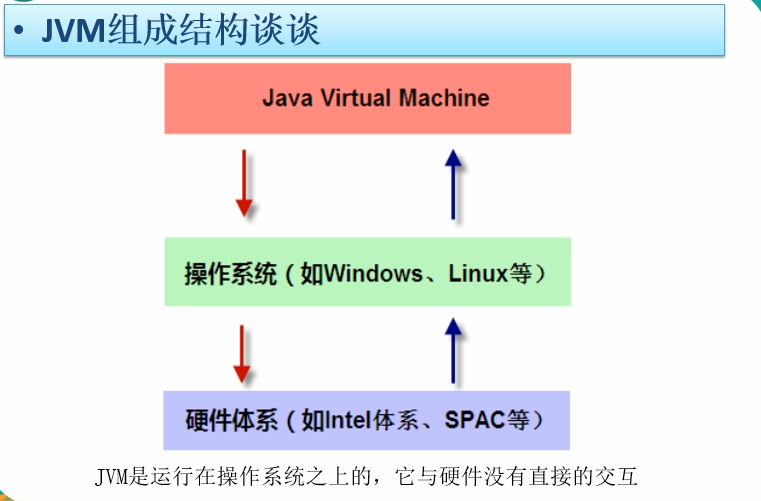 • JVM组成结构谈谈
Java Virtual Machine
操作系统（如Windows、Linux等）
硬件体系（如Intel体系、SPAC等）
JVM是运行在操作系统之上的，它与硬件没有直接的交互